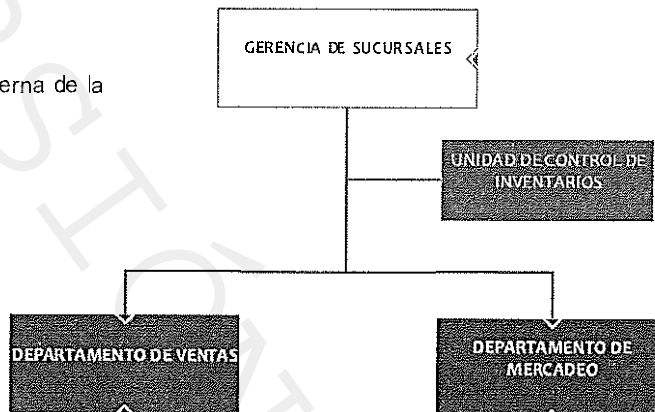 GERENCIA DE SUCURSALES
erna de la
UNIDAD DE CONTROL DE
INVENTARIOS
DEPARTAMENTO DE VENTAS
DEPARTAMENTO DE
MERCADEO